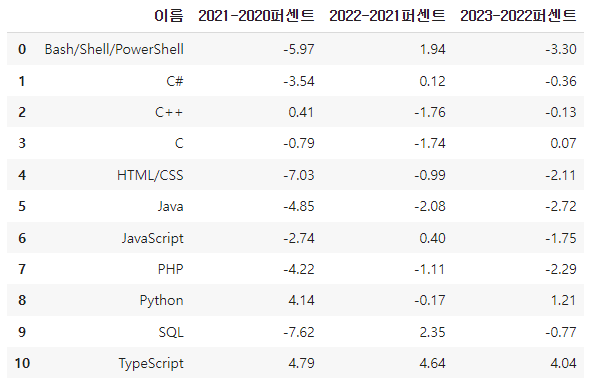 이름 2021-2020퍼센트 2022-2021퍼센트 2023-2022퍼센트
0 Bash/Shell/PowerShell -5.97 1.94 -3.30
1 C# -3.54 0.12 -0.36
2 C++ 0.41 -1.76 -0.13
3 C -0.79 -1.74 0.07
4 HTML/CSS -7.03 -0.99 -2.11
5 Java -4.85 -2.08 -2.72
6 JavaScript -2.74 0.40 -1.75
7 PHP -4.22 -1.11 -2.29
8 Python 4.14 -0.17 1.21
9 SQL -7.62 2.35 -0.77
10 TypeScript 4.79 4.64 4.04